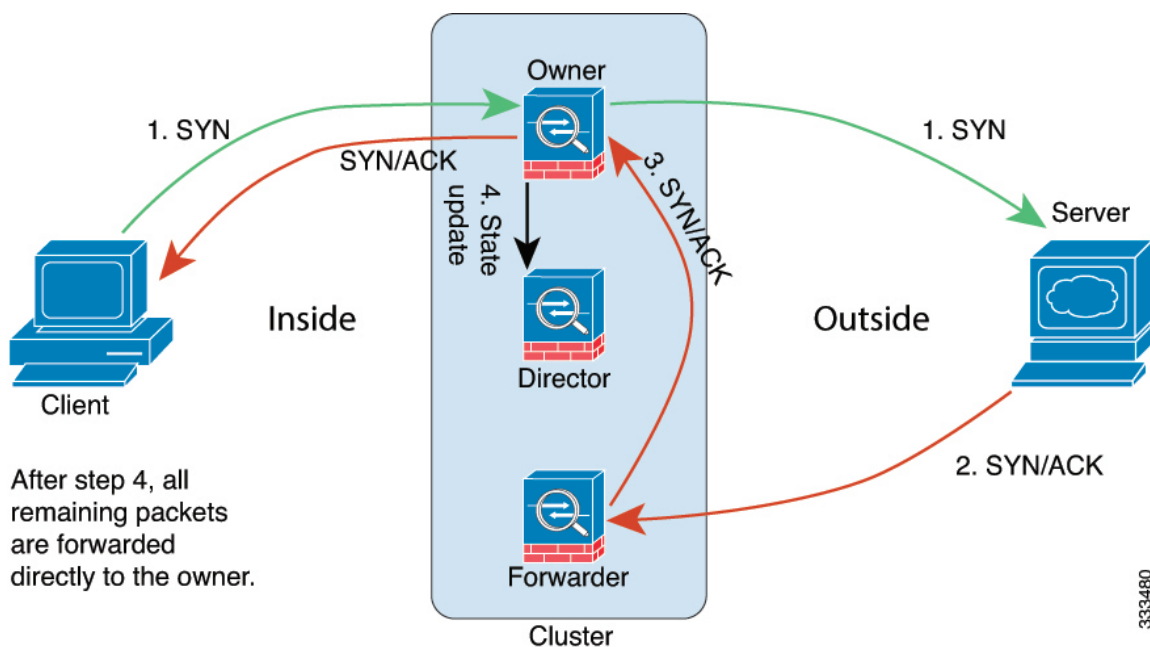 Owner
1. SYN
1. SYN
SYN/ACK
3. SYN/ACK
4. State
update
Server
Inside
Outside
Director
Client
2. SYN/ACK
After step 4, all
remaining packets
are forwarded
directly to the owner.
Forwarder
Cluster
333480